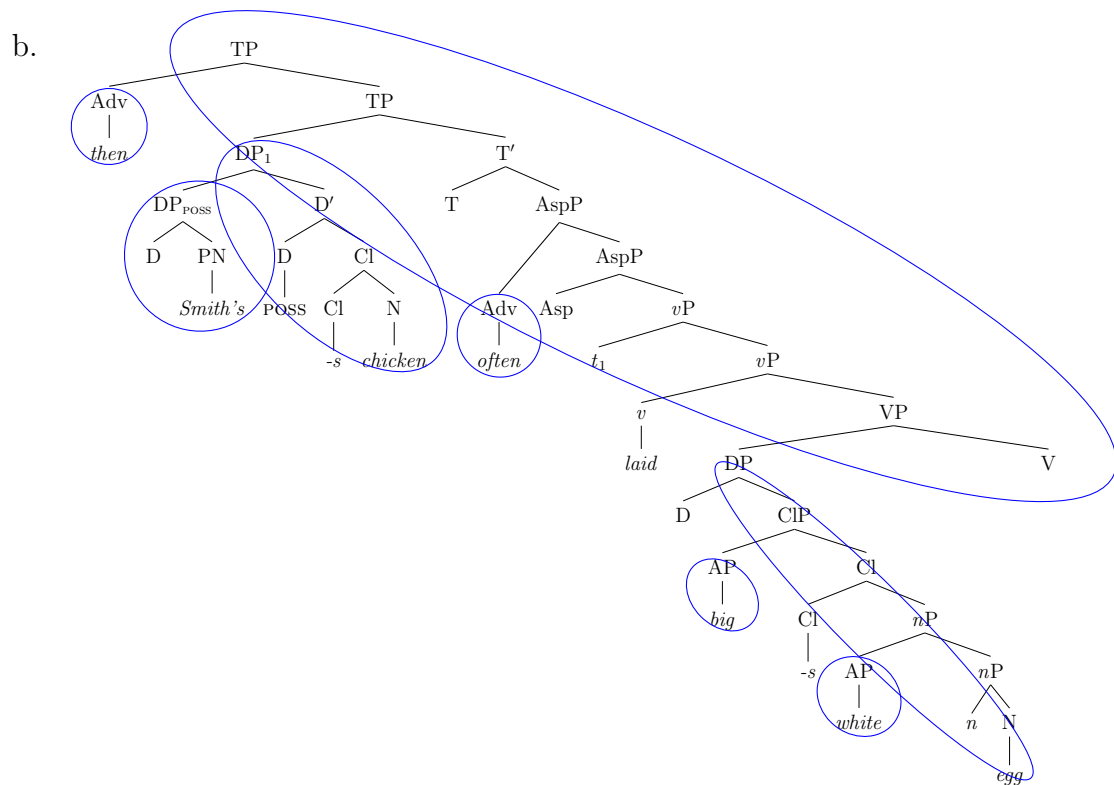 b.
TP
Adv TP
then DP₁ T′
DP_POSS D′ T AspP
D PN D Cl AspP
Smith's POSS Cl N Adv Asp vP
-s chicken often t₁ vP
v VP
laid DP V
D ClP
AP Cl
big Cl nP
-s AP nP
white n N
egg